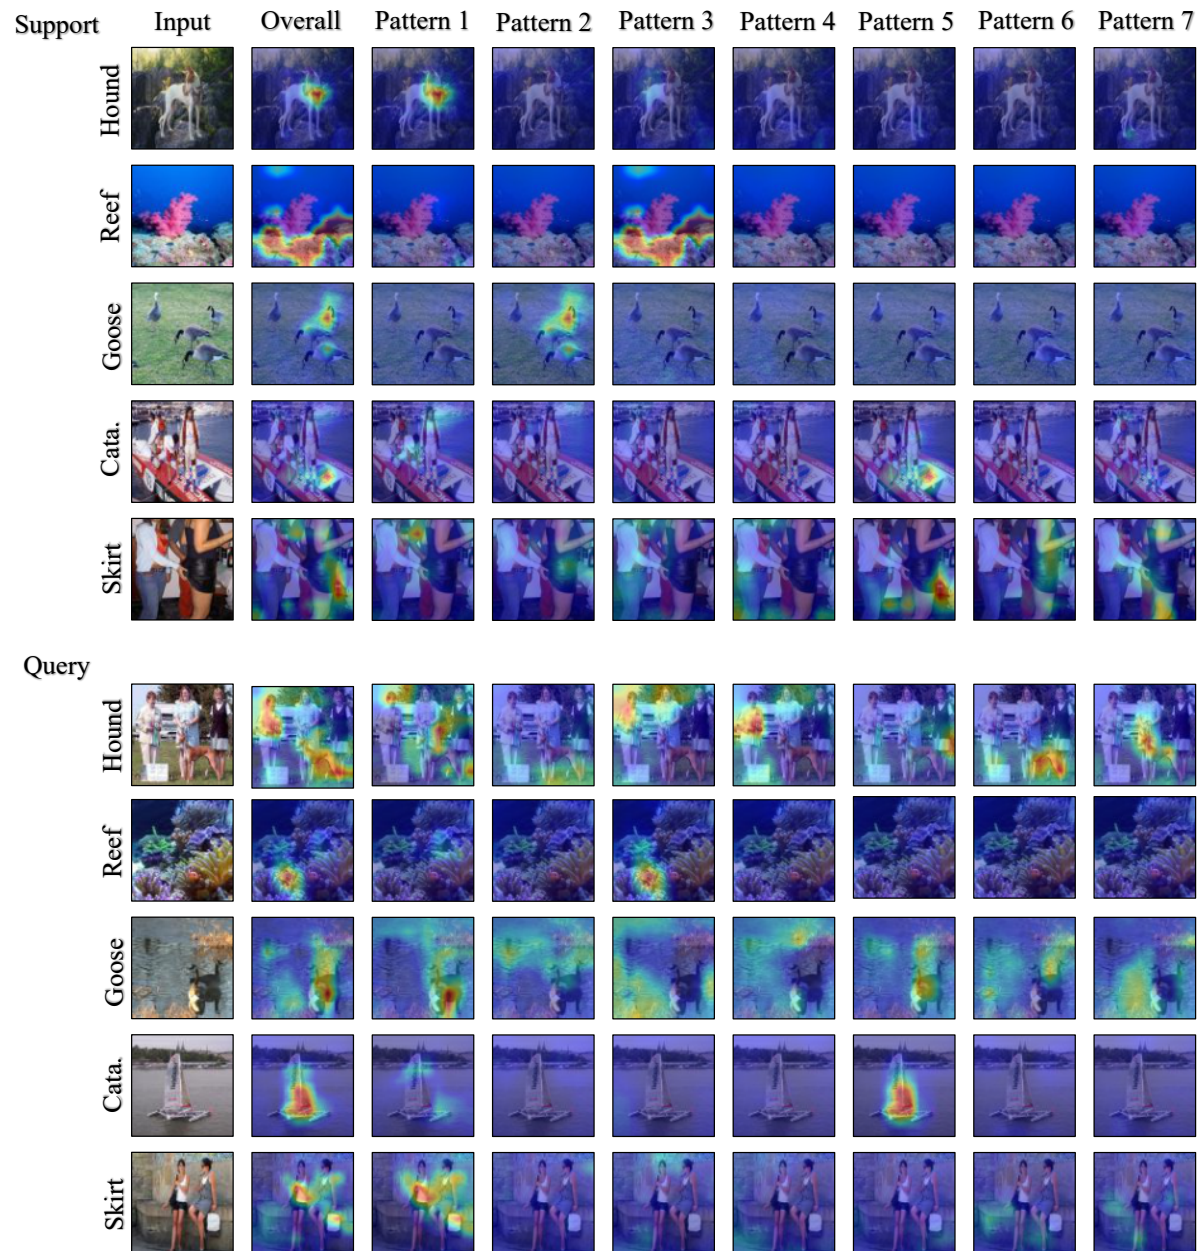 Support Input Overall Pattern 1 Pattern 2 Pattern 3 Pattern 4 Pattern 5 Pattern 6 Pattern 7
Hound
Reef
Goose
Cata.
Skirt
Query
Hound
Reef
Goose
Cata.
Skirt